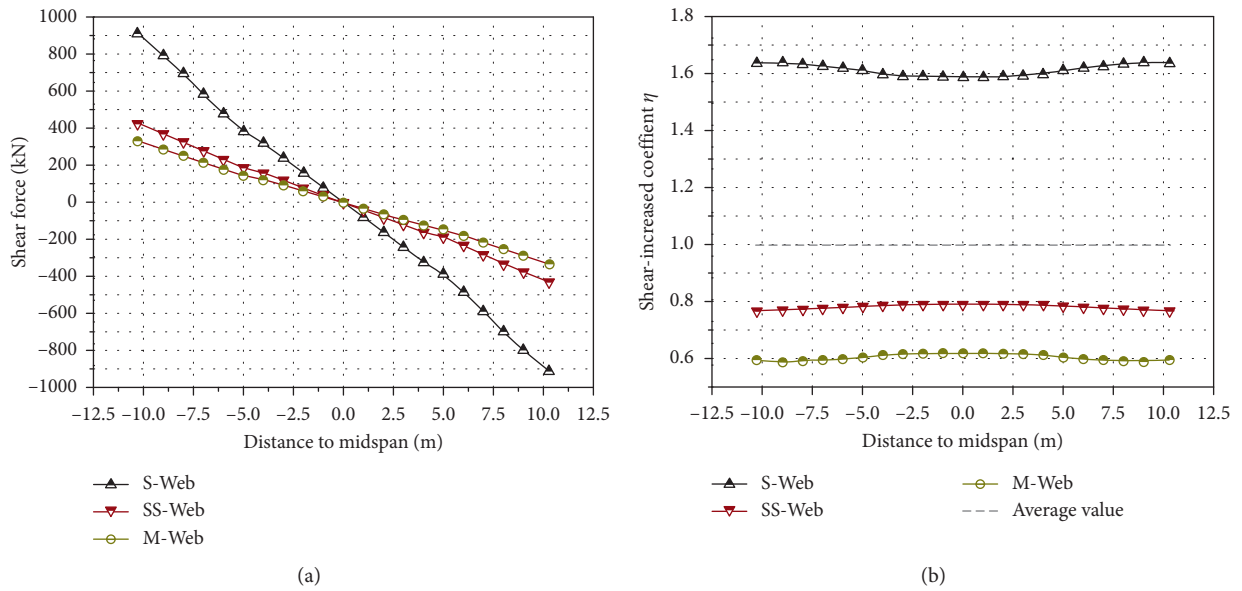 1000
800
600
400
200
0
−200
−400
−600
−800
−1000
Shear force (kN)
−12.5 −10.0 −7.5 −5.0 −2.5 0.0 2.5 5.0 7.5 10.0 12.5
Distance to midspan (m)
S-Web
SS-Web
M-Web
(a)
1.8
1.6
1.4
1.2
1.0
0.8
0.6
Shear-increased coeffient η
−12.5 −10.0 −7.5 −5.0 −2.5 0.0 2.5 5.0 7.5 10.0 12.5
Distance to midspan (m)
S-Web
SS-Web
M-Web
Average value
(b)